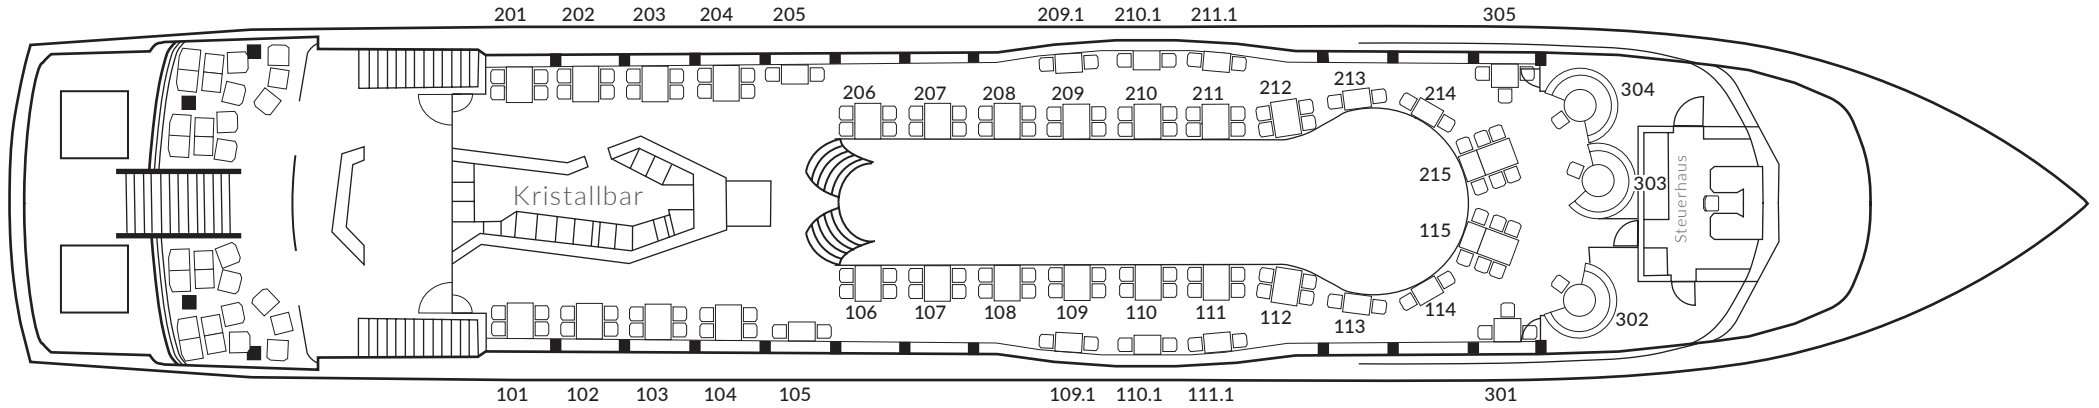 201 202 203 204 205 209.1 210.1 211.1 305
206 207 208 209 210 211 212 213 214 304
215 303
Kristallbar
Steuerhaus
115
106 107 108 109 110 111 112 113 114 302
101 102 103 104 105 109.1 110.1 111.1 301